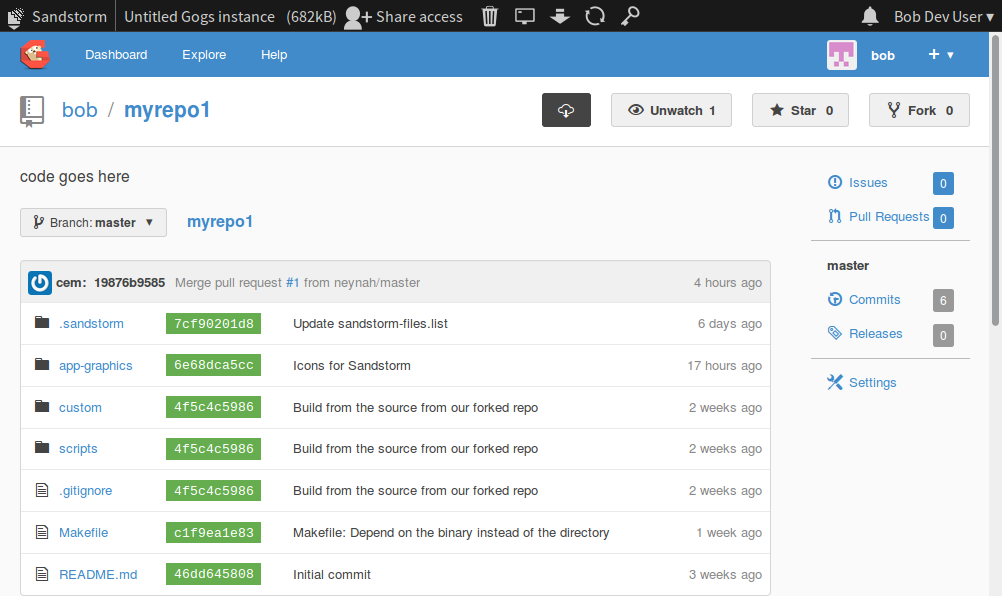 Sandstorm Untitled Gogs instance (682kB) Share access Bob Dev User ▾
Dashboard Explore Help bob + ▾
bob / myrepo1 Unwatch 1 Star 0 Fork 0
code goes here
Issues 0
Branch: master ▾ myrepo1
Pull Requests 0
master
cem: 19876b9585 Merge pull request #1 from neynah/master 4 hours ago
Commits 6
.sandstorm 7cf90201d8 Update sandstorm-files.list 6 days ago
Releases 0
app-graphics 6e68dca5cc Icons for Sandstorm 17 hours ago
Settings
custom 4f5c4c5986 Build from the source from our forked repo 2 weeks ago
scripts 4f5c4c5986 Build from the source from our forked repo 2 weeks ago
.gitignore 4f5c4c5986 Build from the source from our forked repo 2 weeks ago
Makefile c1f9ea1e83 Makefile: Depend on the binary instead of the directory 1 week ago
README.md 46dd645808 Initial commit 3 weeks ago